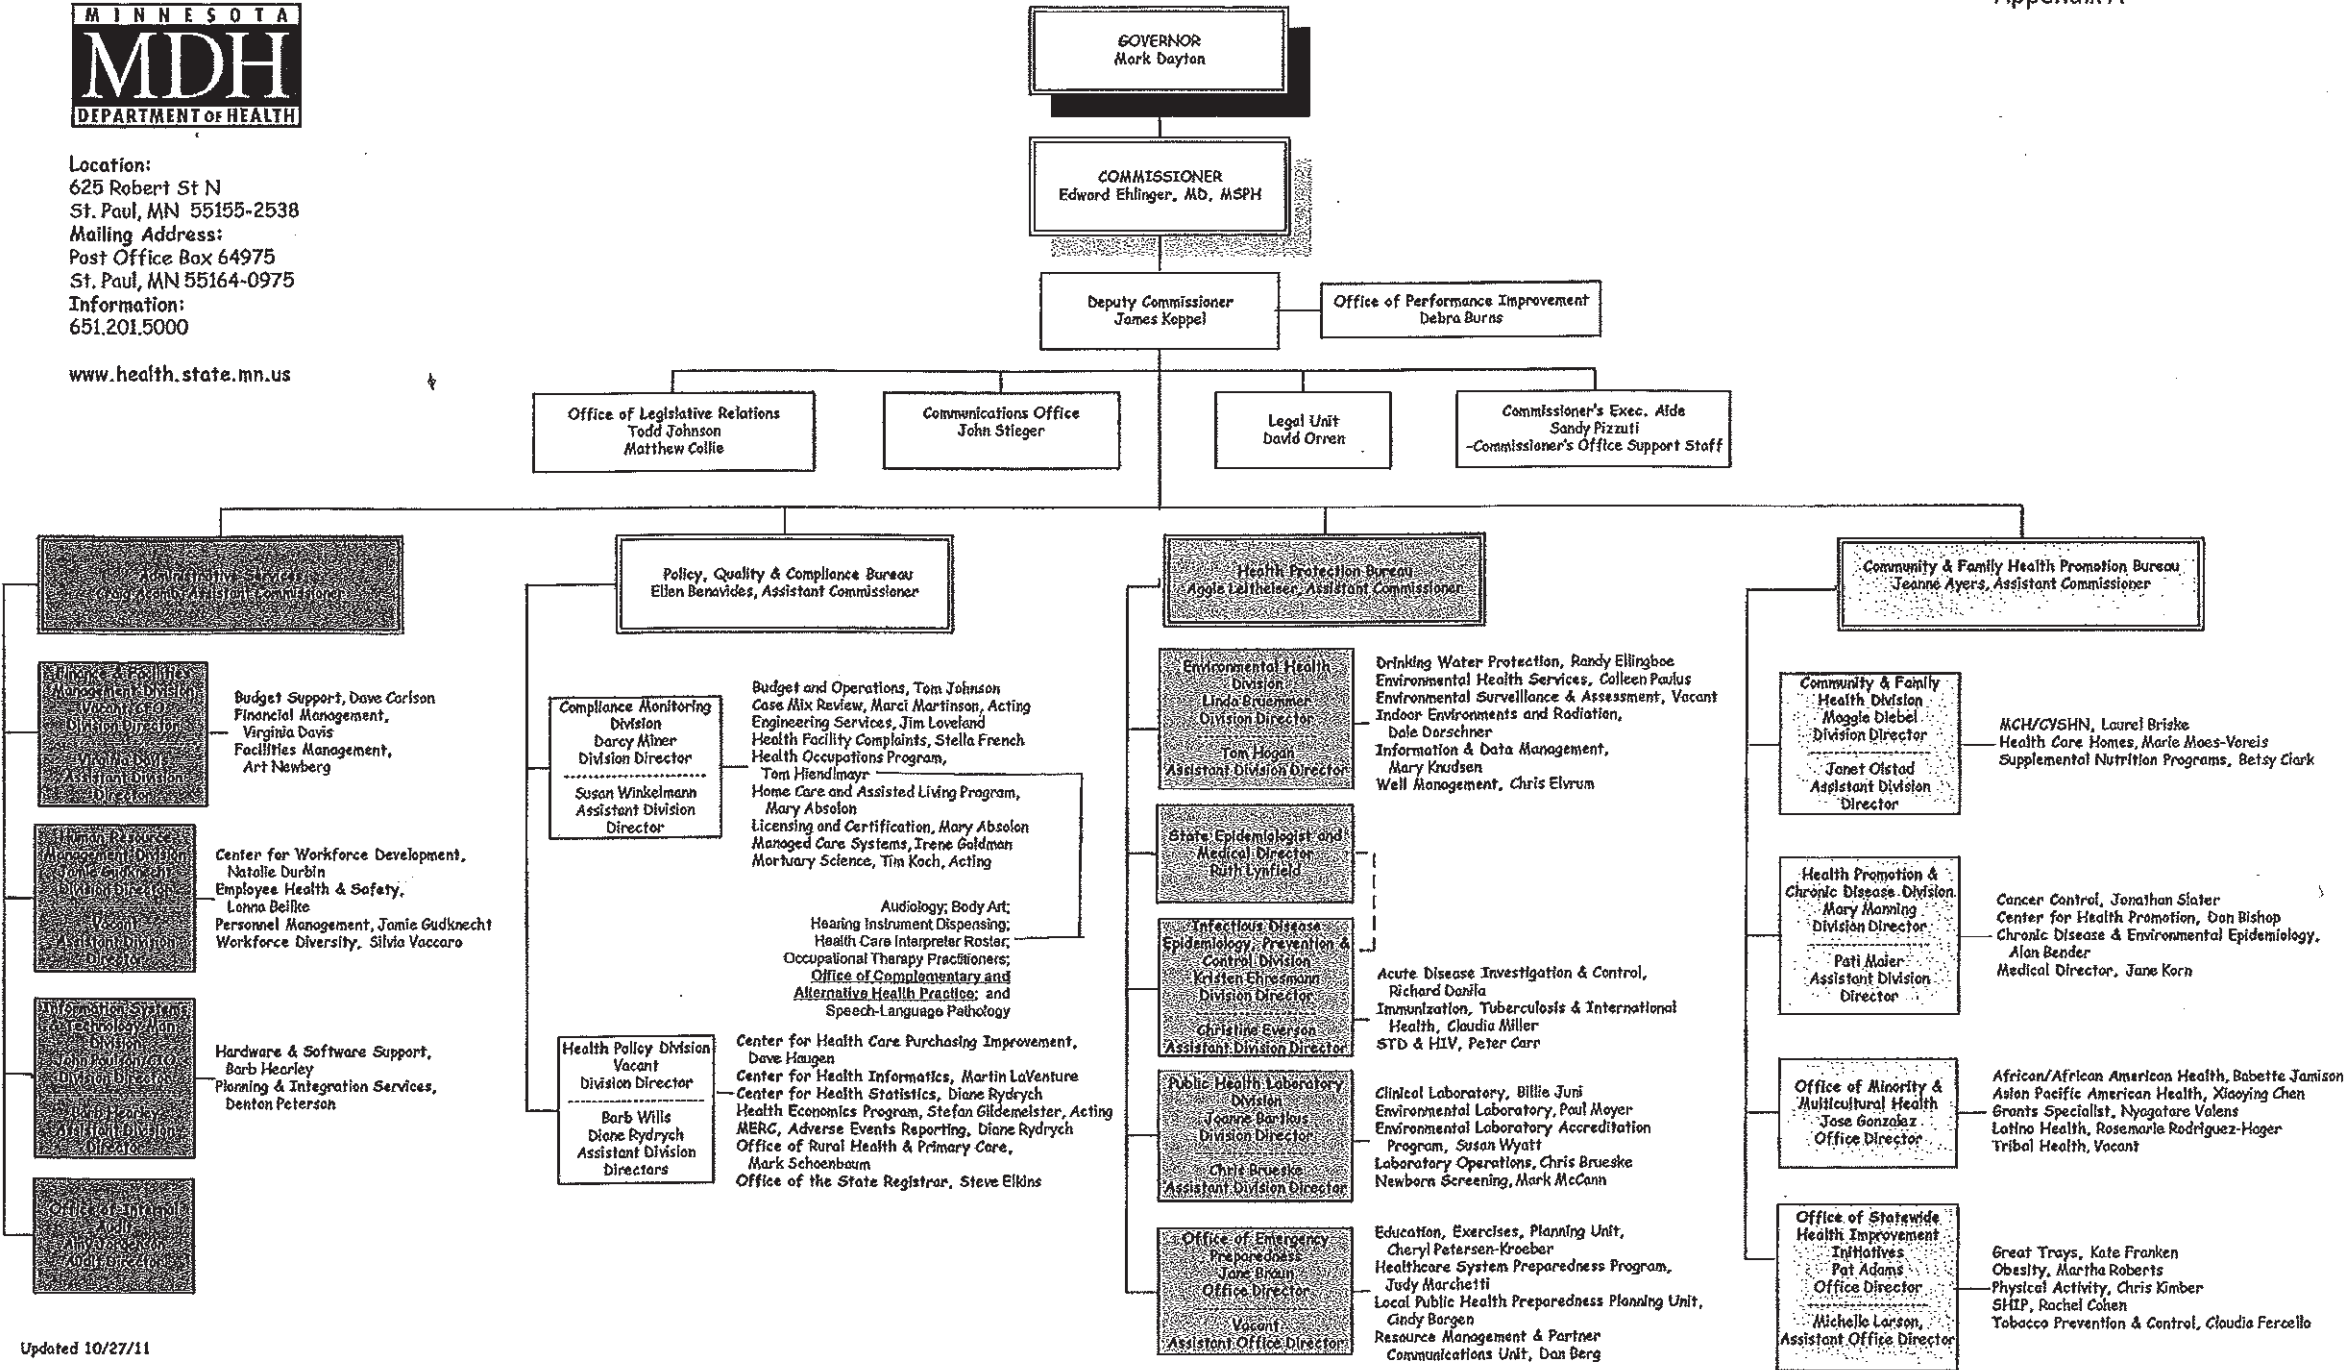 Appendix A
MINNESOTA
MDH
DEPARTMENT OF HEALTH
Location:
625 Robert St N
St. Paul, MN 55155-2538
Mailing Address:
Post Office Box 64975
St. Paul, MN 55164-0975
Information:
651.201.5000
www.health.state.mn.us
GOVERNOR
Mark Dayton
COMMISSIONER
Edward Ehlinger, MD, MSPH
Deputy Commissioner
James Koppel
Office of Performance Improvement
Debra Burns
Office of Legislative Relations
Todd Johnson
Matthew Collie
Communications Office
John Stieger
Legal Unit
David Orren
Commissioner's Exec. Aide
Sandy Pizzuti
-Commissioner's Office Support Staff
Administrative Services
Craig Acomb, Assistant Commissioner
Finance & Facilities
Management Division
Vacant, CFO
Division Director
Virginia Davis
Assistant Division
Director
Budget Support, Dave Carlson
Financial Management,
Virginia Davis
Facilities Management,
Art Newberg
Human Resource
Management Division
Jamie Gudknecht
Division Director
Vacant
Assistant Division
Director
Center for Workforce Development,
Natalie Durbin
Employee Health & Safety,
Lonna Beilke
Personnel Management, Jamie Gudknecht
Workforce Diversity, Silvia Vaccaro
Information Systems
& Technology Man
Division
John Paulson, CIO
Division Director
Barb Hearley
Assistant Division
Director
Hardware & Software Support,
Barb Hearley
Planning & Integration Services,
Denton Peterson
Office of Internal
Audit
Amy Jorgenson
Audit Director
Policy, Quality & Compliance Bureau
Ellen Benavides, Assistant Commissioner
Compliance Monitoring
Division
Darcy Miner
Division Director
Susan Winkelmann
Assistant Division
Director
Budget and Operations, Tom Johnson
Case Mix Review, Marci Martinson, Acting
Engineering Services, Jim Loveland
Health Facility Complaints, Stella French
Health Occupations Program,
Tom Hiendlmayr
Home Care and Assisted Living Program,
Mary Absolon
Licensing and Certification, Mary Absolon
Managed Care Systems, Irene Goldman
Mortuary Science, Tim Koch, Acting
Audiology; Body Art;
Hearing Instrument Dispensing;
Health Care Interpreter Roster;
Occupational Therapy Practitioners;
Office of Complementary and
Alternative Health Practice; and
Speech-Language Pathology
Health Policy Division
Vacant
Division Director
Barb Wills
Diane Rydrych
Assistant Division
Directors
Center for Health Care Purchasing Improvement,
Dave Haugen
Center for Health Informatics, Martin LaVenture
Center for Health Statistics, Diane Rydrych
Health Economics Program, Stefan Gildemeister, Acting
MERC, Adverse Events Reporting, Diane Rydrych
Office of Rural Health & Primary Care,
Mark Schoenbaum
Office of the State Registrar, Steve Elkins
Health Protection Bureau
Aggie Leitheiser, Assistant Commissioner
Environmental Health
Division
Linda Bruemmer
Division Director
Tom Hogan
Assistant Division Director
Drinking Water Protection, Randy Ellingboe
Environmental Health Services, Colleen Paulus
Environmental Surveillance & Assessment, Vacant
Indoor Environments and Radiation,
Dale Dorschner
Information & Data Management,
Mary Knudsen
Well Management, Chris Elvrum
State Epidemiologist and
Medical Director
Ruth Lynfield
Infectious Disease
Epidemiology, Prevention &
Control Division
Kristen Ehresmann
Division Director
Christine Everson
Assistant Division Director
Acute Disease Investigation & Control,
Richard Danila
Immunization, Tuberculosis & International
Health, Claudia Miller
STD & HIV, Peter Carr
Public Health Laboratory
Division
Joanne Bartkus
Division Director
Chris Brueske
Assistant Division Director
Clinical Laboratory, Billie Juni
Environmental Laboratory, Paul Moyer
Environmental Laboratory Accreditation
Program, Susan Wyatt
Laboratory Operations, Chris Brueske
Newborn Screening, Mark McCann
Office of Emergency
Preparedness
Jane Braun
Office Director
Vacant
Assistant Office Director
Education, Exercises, Planning Unit,
Cheryl Petersen-Kroeber
Healthcare System Preparedness Program,
Judy Marchetti
Local Public Health Preparedness Planning Unit,
Cindy Borgen
Resource Management & Partner
Communications Unit, Dan Berg
Community & Family Health Promotion Bureau
Jeanne Ayers, Assistant Commissioner
Community & Family
Health Division
Maggie Diebel
Division Director
Janet Olstad
Assistant Division
Director
MCH/CYSHN, Laurel Briske
Health Care Homes, Marie Maes-Voreis
Supplemental Nutrition Programs, Betsy Clark
Health Promotion &
Chronic Disease Division
Mary Manning
Division Director
Pati Maier
Assistant Division
Director
Cancer Control, Jonathan Slater
Center for Health Promotion, Don Bishop
Chronic Disease & Environmental Epidemiology,
Alan Bender
Medical Director, Jane Korn
Office of Minority &
Multicultural Health
Jose Gonzalez
Office Director
African/African American Health, Babette Jamison
Asian Pacific American Health, Xiaoying Chen
Grants Specialist, Nyagatare Valens
Latino Health, Rosemarie Rodriguez-Hager
Tribal Health, Vacant
Office of Statewide
Health Improvement
Initiatives
Pat Adams
Office Director
Michelle Larson,
Assistant Office Director
Great Trays, Kate Franken
Obesity, Martha Roberts
Physical Activity, Chris Kimber
SHIP, Rachel Cohen
Tobacco Prevention & Control, Claudia Fercello
Updated 10/27/11